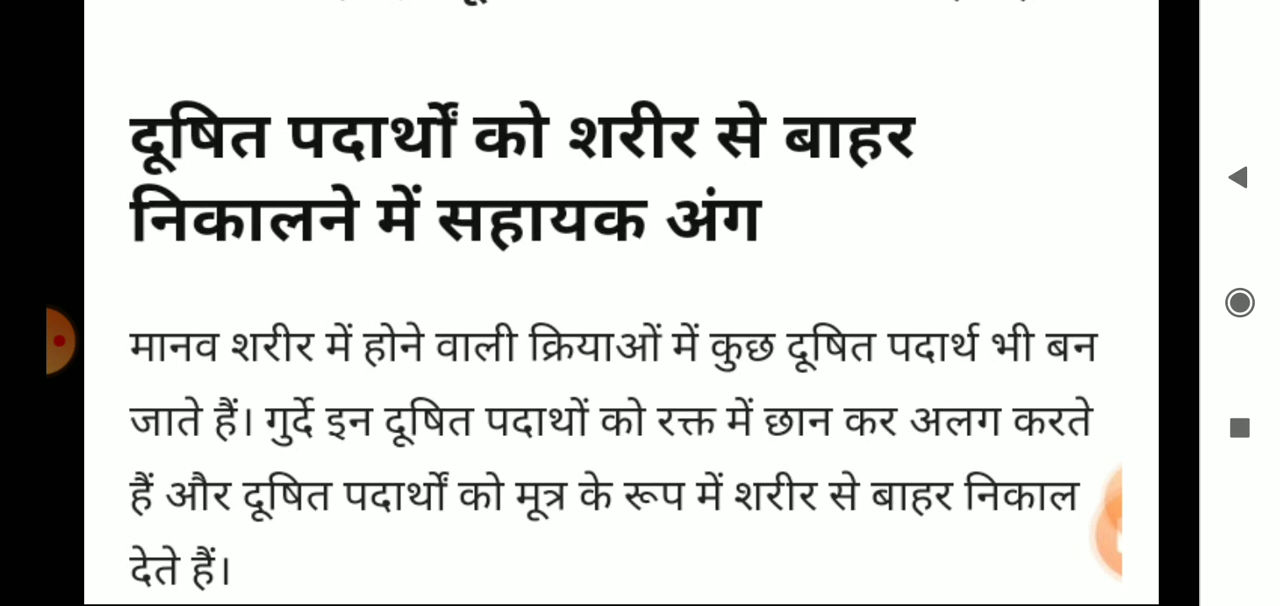 दूषित पदार्थों को शरीर से बाहर
निकालने में सहायक अंग
मानव शरीर में होने वाली क्रियाओं में कुछ दूषित पदार्थ भी बन
जाते हैं। गुर्दे इन दूषित पदाथों को रक्त में छान कर अलग करते
हैं और दूषित पदार्थों को मूत्र के रूप में शरीर से बाहर निकाल
देते हैं।